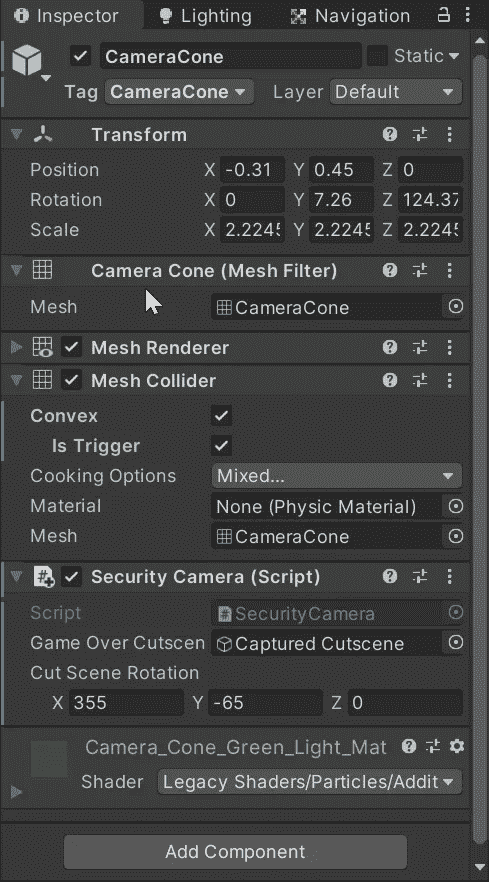 Inspector Lighting Navigation
CameraCone Static
Tag CameraCone Layer Default
Transform
Position X -0.31 Y 0.45 Z 0
Rotation X 0 Y 7.26 Z 124.37
Scale X 2.2245 Y 2.2245 Z 2.2245
Camera Cone (Mesh Filter)
Mesh CameraCone
Mesh Renderer
Mesh Collider
Convex
Is Trigger
Cooking Options Mixed...
Material None (Physic Material)
Mesh CameraCone
Security Camera (Script)
Script SecurityCamera
Game Over Cutscen Captured Cutscene
Cut Scene Rotation
X 355 Y -65 Z 0
Camera_Cone_Green_Light_Mat
Shader Legacy Shaders/Particles/Addit
Add Component